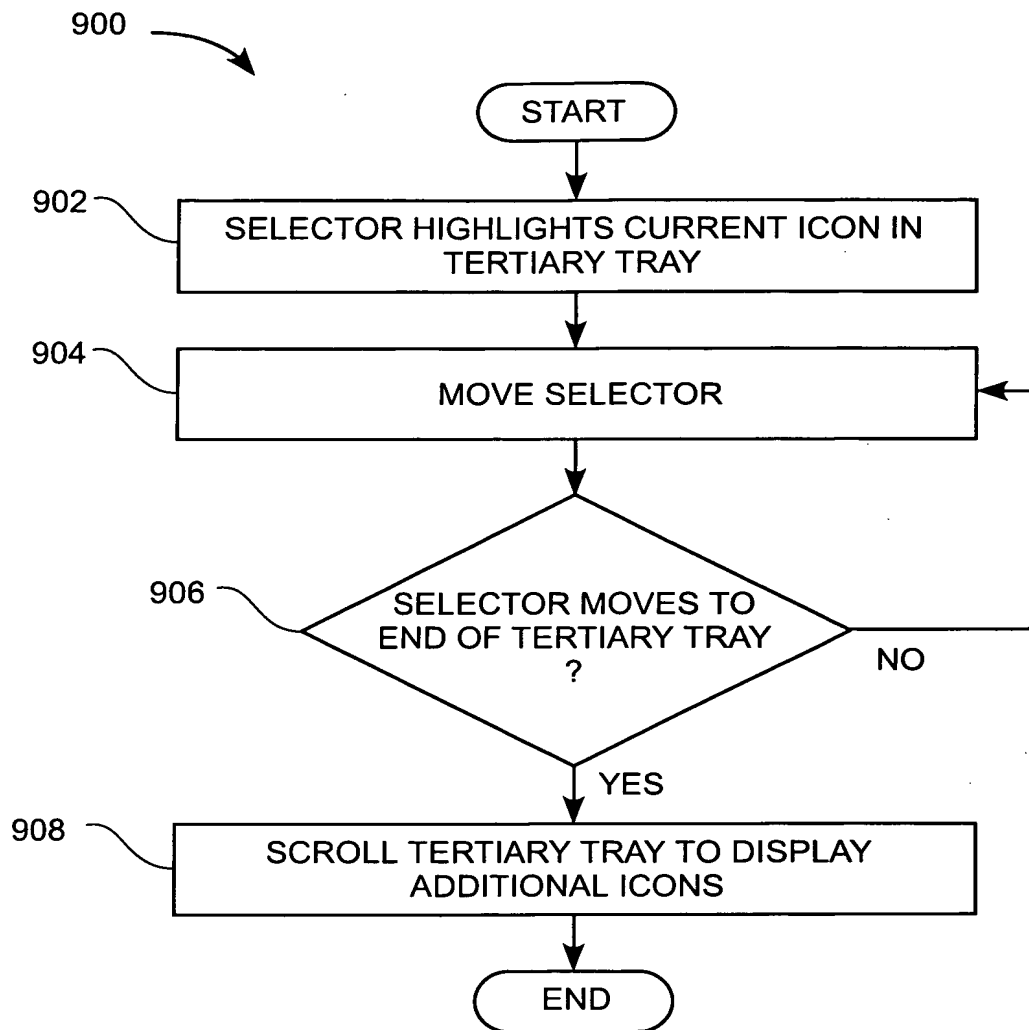 900
START
902
SELECTOR HIGHLIGHTS CURRENT ICON IN
TERTIARY TRAY
904
MOVE SELECTOR
906
SELECTOR MOVES TO
END OF TERTIARY TRAY
?
NO
YES
908
SCROLL TERTIARY TRAY TO DISPLAY
ADDITIONAL ICONS
END